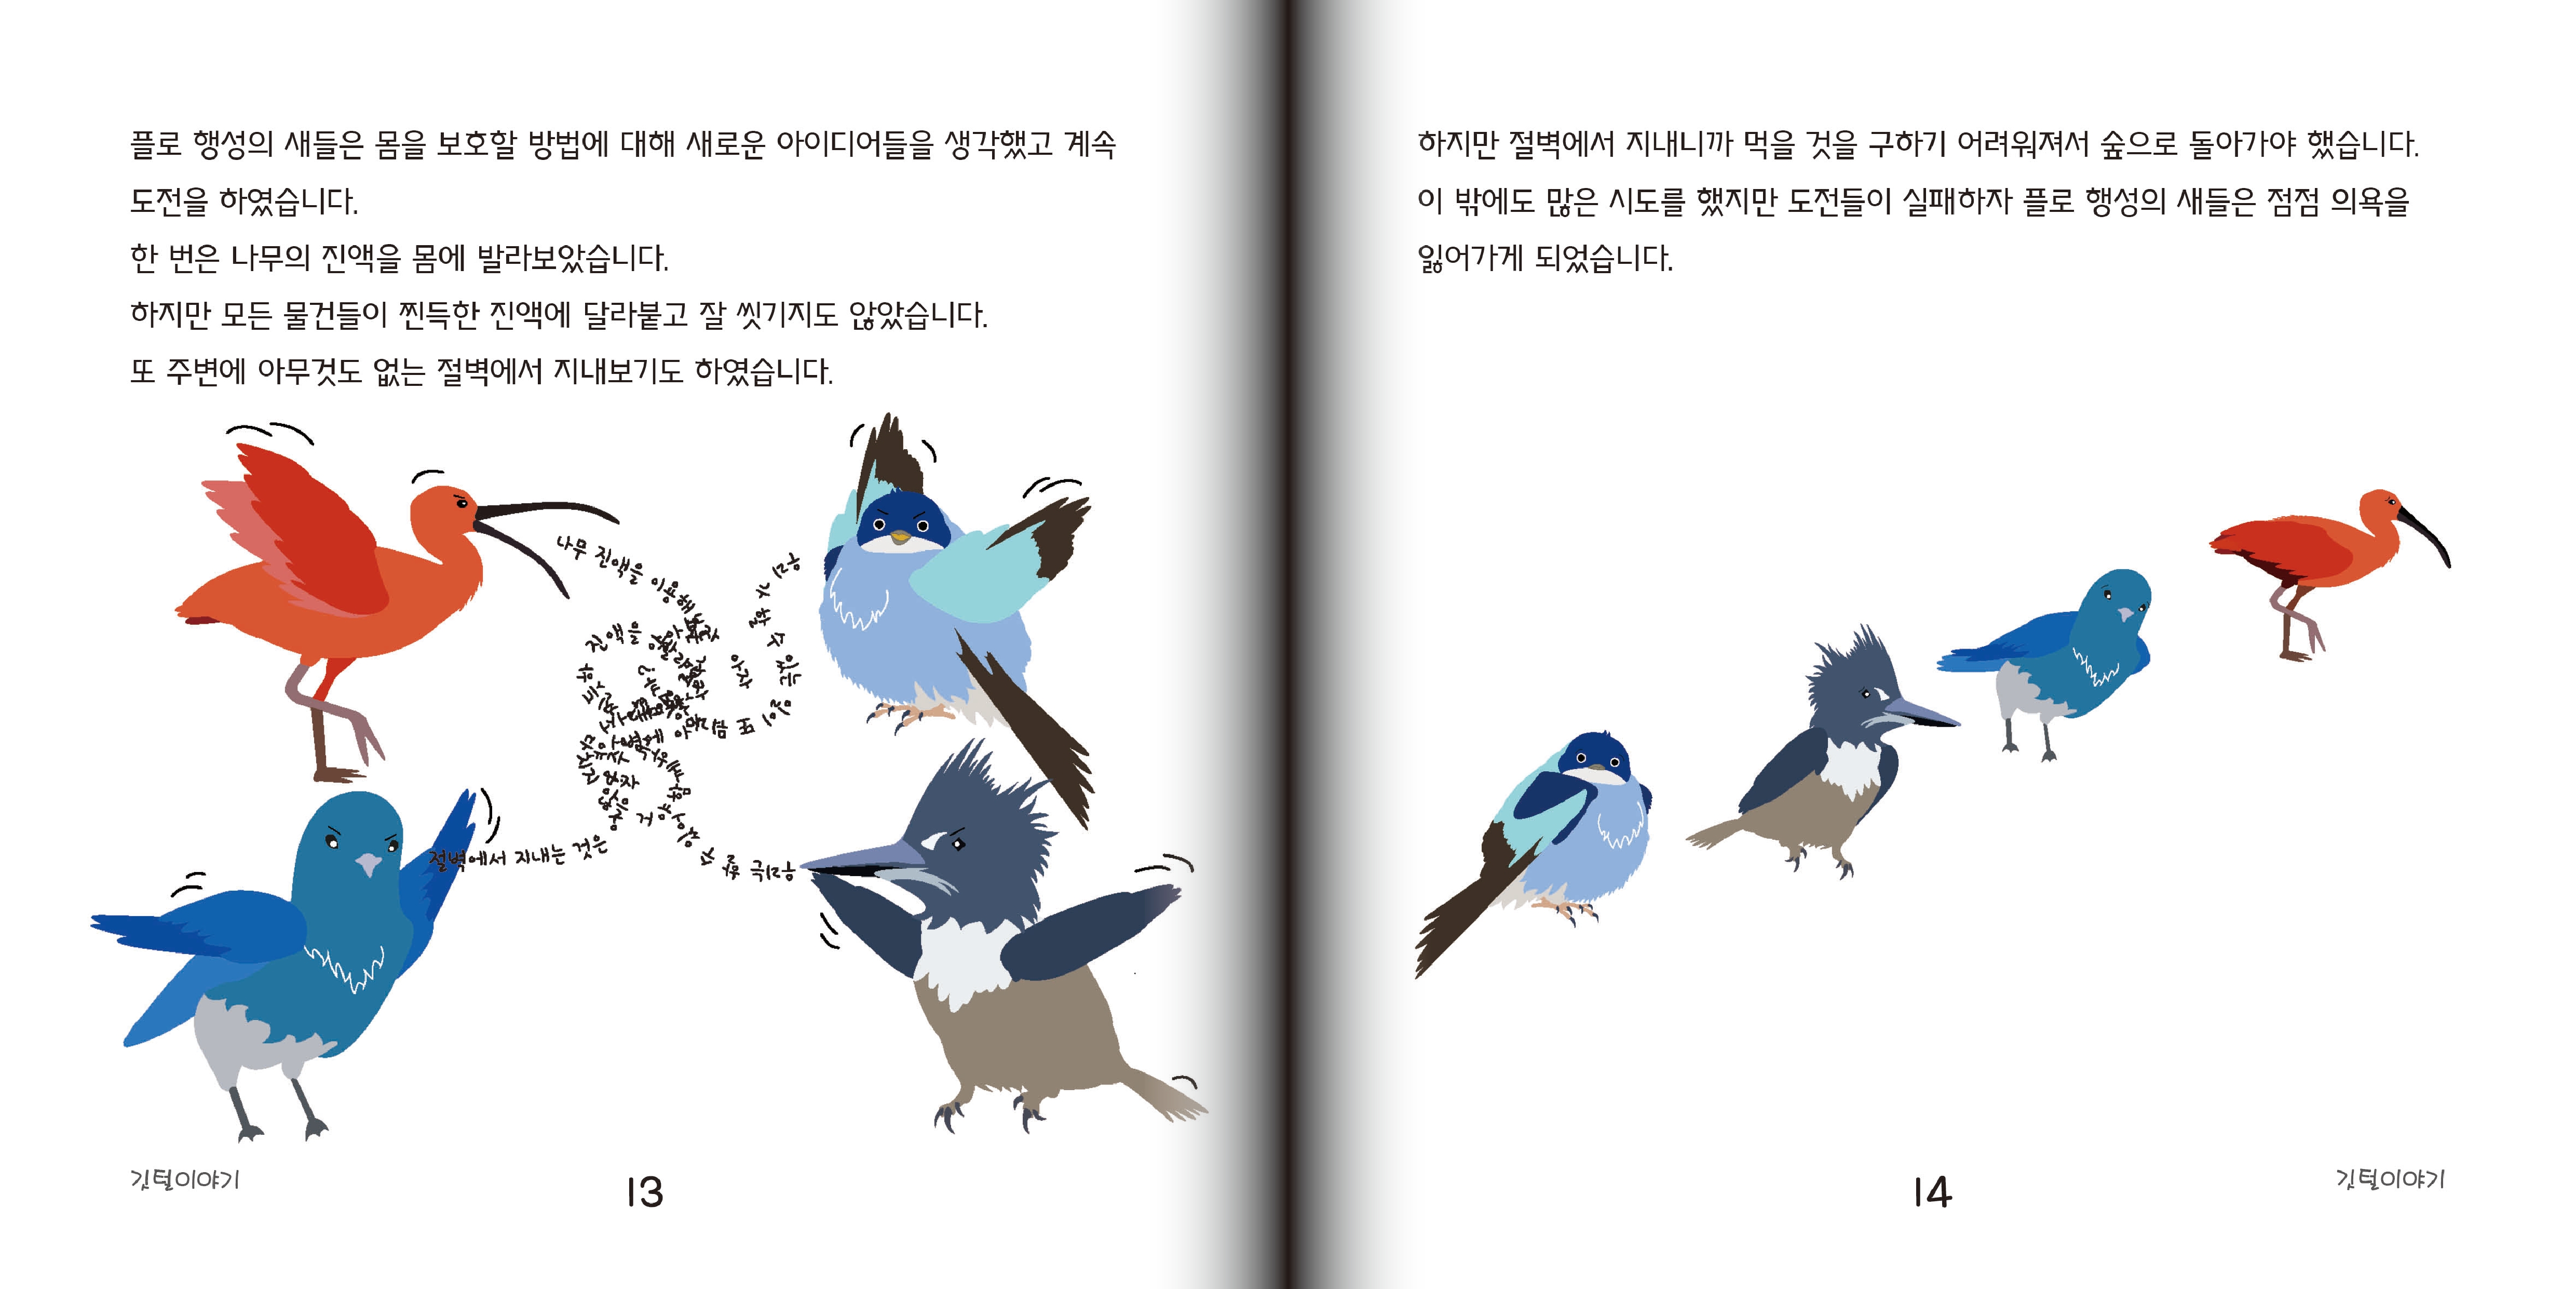 플로 행성의 새들은 몸을 보호할 방법에 대해 새로운 아이디어들을 생각했고 계속
도전을 하였습니다.
한 번은 나무의 진액을 몸에 발라보았습니다.
하지만 모든 물건들이 찐득한 진액에 달라붙고 잘 씻기지도 않았습니다.
또 주변에 아무것도 없는 절벽에서 지내보기도 하였습니다.
나무 진액을 이용해
진액을
절벽에서 지내는 것은
깃털이야기
13
하지만 절벽에서 지내니까 먹을 것을 구하기 어려워져서 숲으로 돌아가야 했습니다.
이 밖에도 많은 시도를 했지만 도전들이 실패하자 플로 행성의 새들은 점점 의욕을
잃어가게 되었습니다.
14
깃털이야기